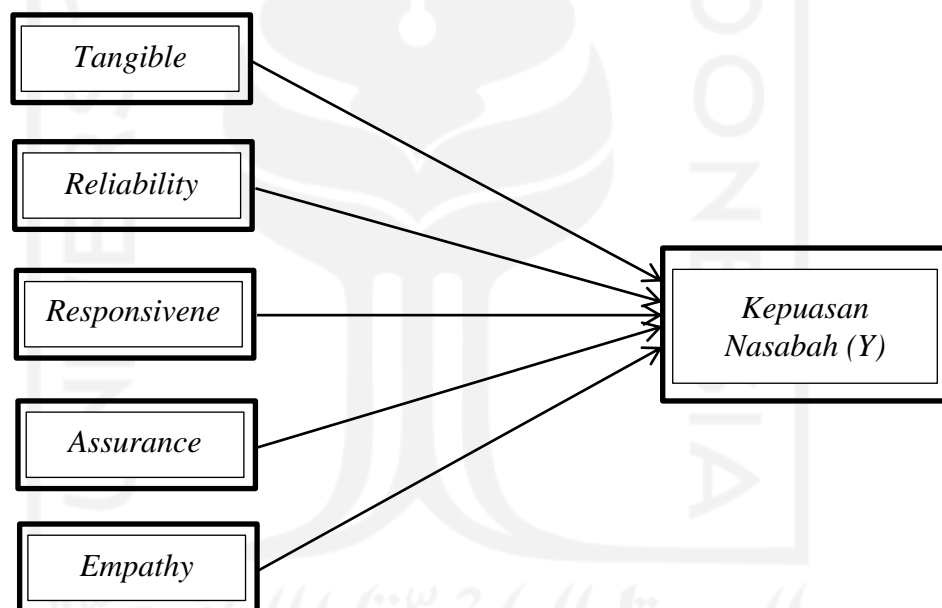 Tangible
Reliability
Responsivene
Assurance
Empathy
Kepuasan
Nasabah (Y)